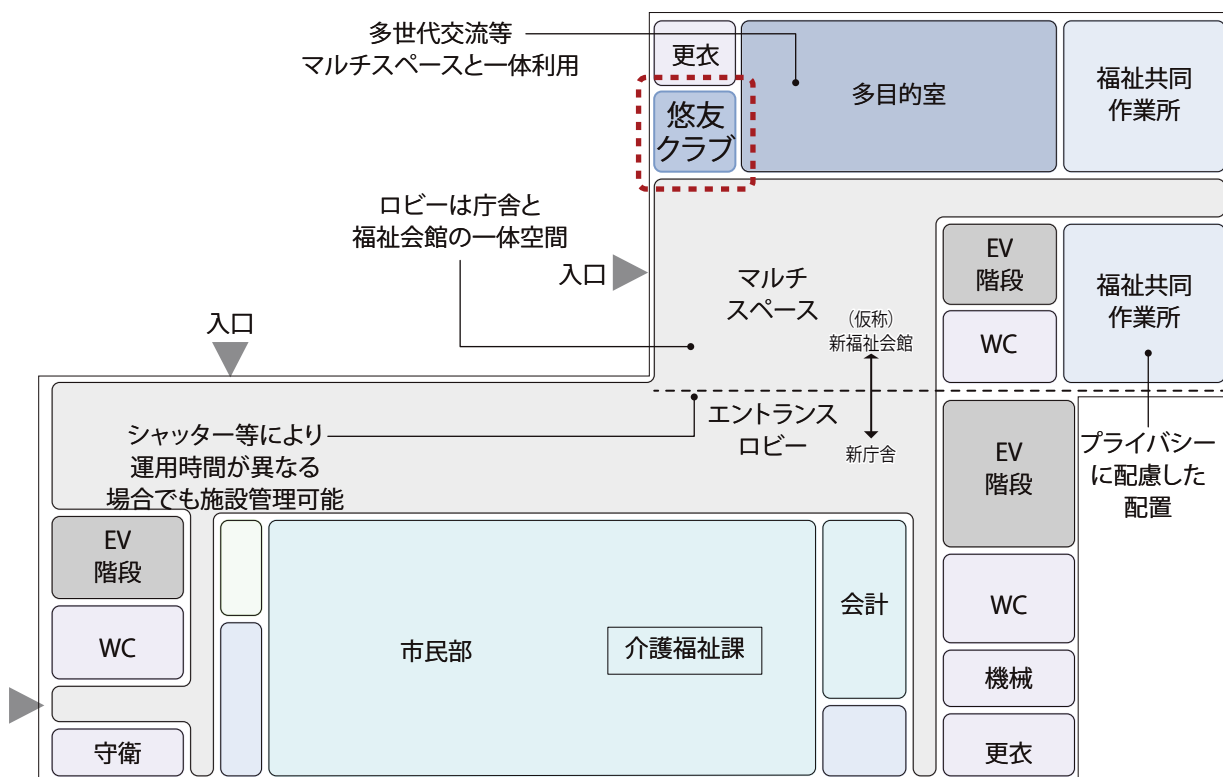 多世代交流等
マルチスペースと一体利用
更衣
悠友
クラブ
多目的室
福祉共同
作業所
ロビーは庁舎と
福祉会館の一体空間
入口
マルチ
スペース
EV
階段
WC
福祉共同
作業所
入口
(仮称)
新福祉会館
エントランス
ロビー
新庁舎
シャッター等により
運用時間が異なる
場合でも施設管理可能
EV
階段
プライバシー
に配慮した
配置
EV
階段
WC
守衛
市民部
介護福祉課
会計
WC
機械
更衣